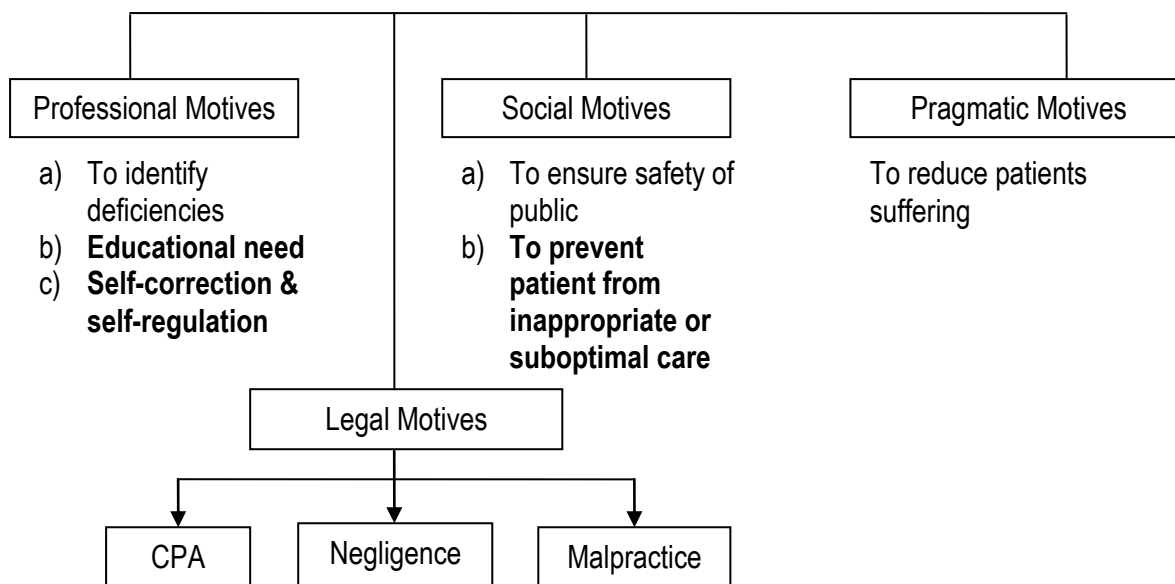 Professional Motives
a) To identify
deficiencies
b) Educational need
c) Self-correction &
self-regulation
Social Motives
a) To ensure safety of
public
b) To prevent
patient from
inappropriate or
suboptimal care
Pragmatic Motives
To reduce patients
suffering
Legal Motives
CPA
Negligence
Malpractice